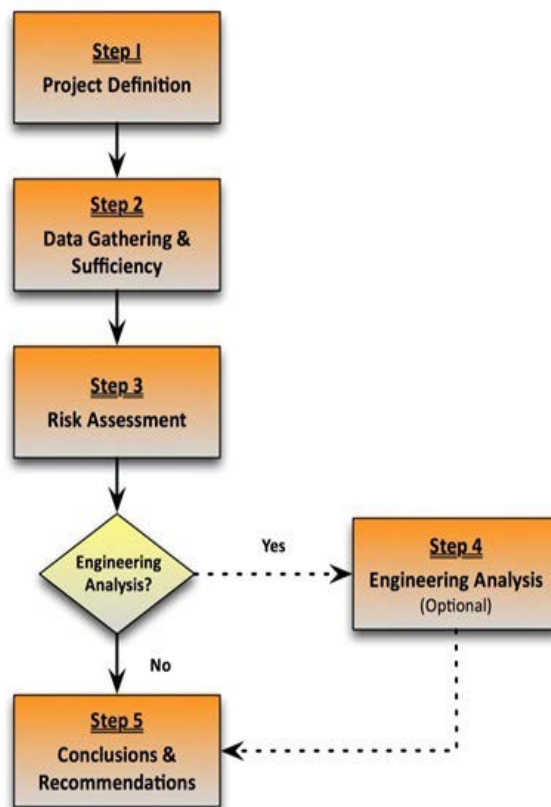 Step I
Project Definition
Step 2
Data Gathering &
Sufficiency
Step 3
Risk Assessment
Engineering
Analysis?
Yes
Step 4
Engineering Analysis
(Optional)
No
Step 5
Conclusions &
Recommendations